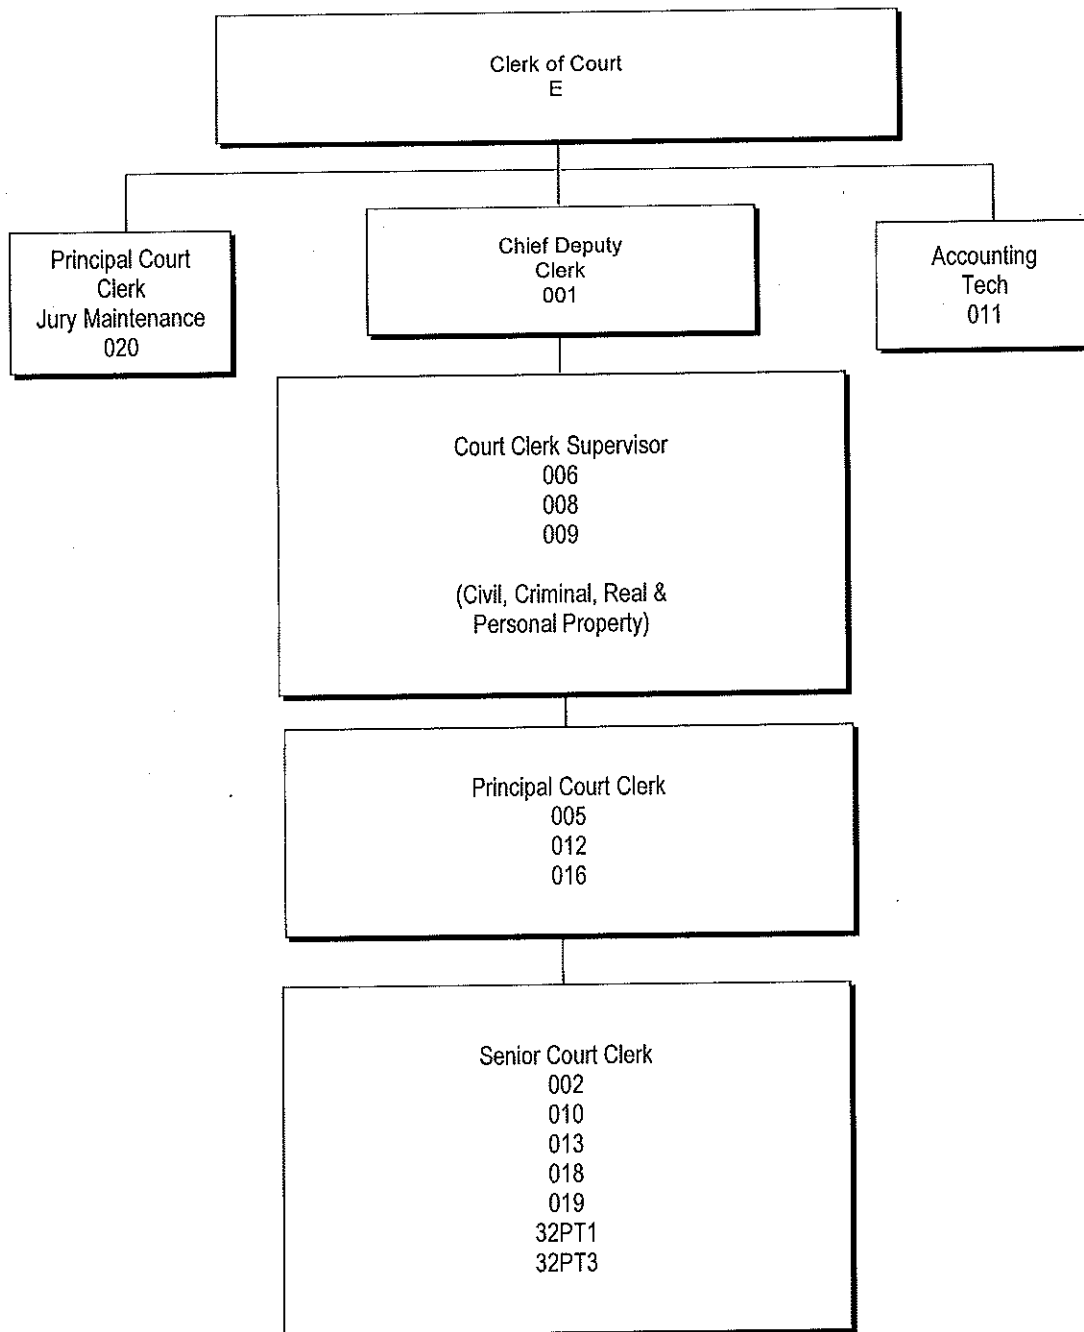 Clerk of Court
E
Principal Court
Clerk
Jury Maintenance
020
Chief Deputy
Clerk
001
Accounting
Tech
011
Court Clerk Supervisor
006
008
009
(Civil, Criminal, Real &
Personal Property)
Principal Court Clerk
005
012
016
Senior Court Clerk
002
010
013
018
019
32PT1
32PT3